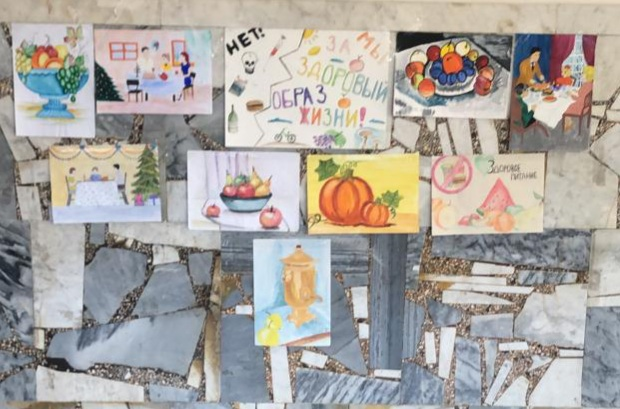 НЕТ!
МЫ
ЗА
ЗДОРОВЫЙ
ОБРАЗ
ЖИЗНИ!
ЗДОРОВОЕ
ПИТАНИЕ